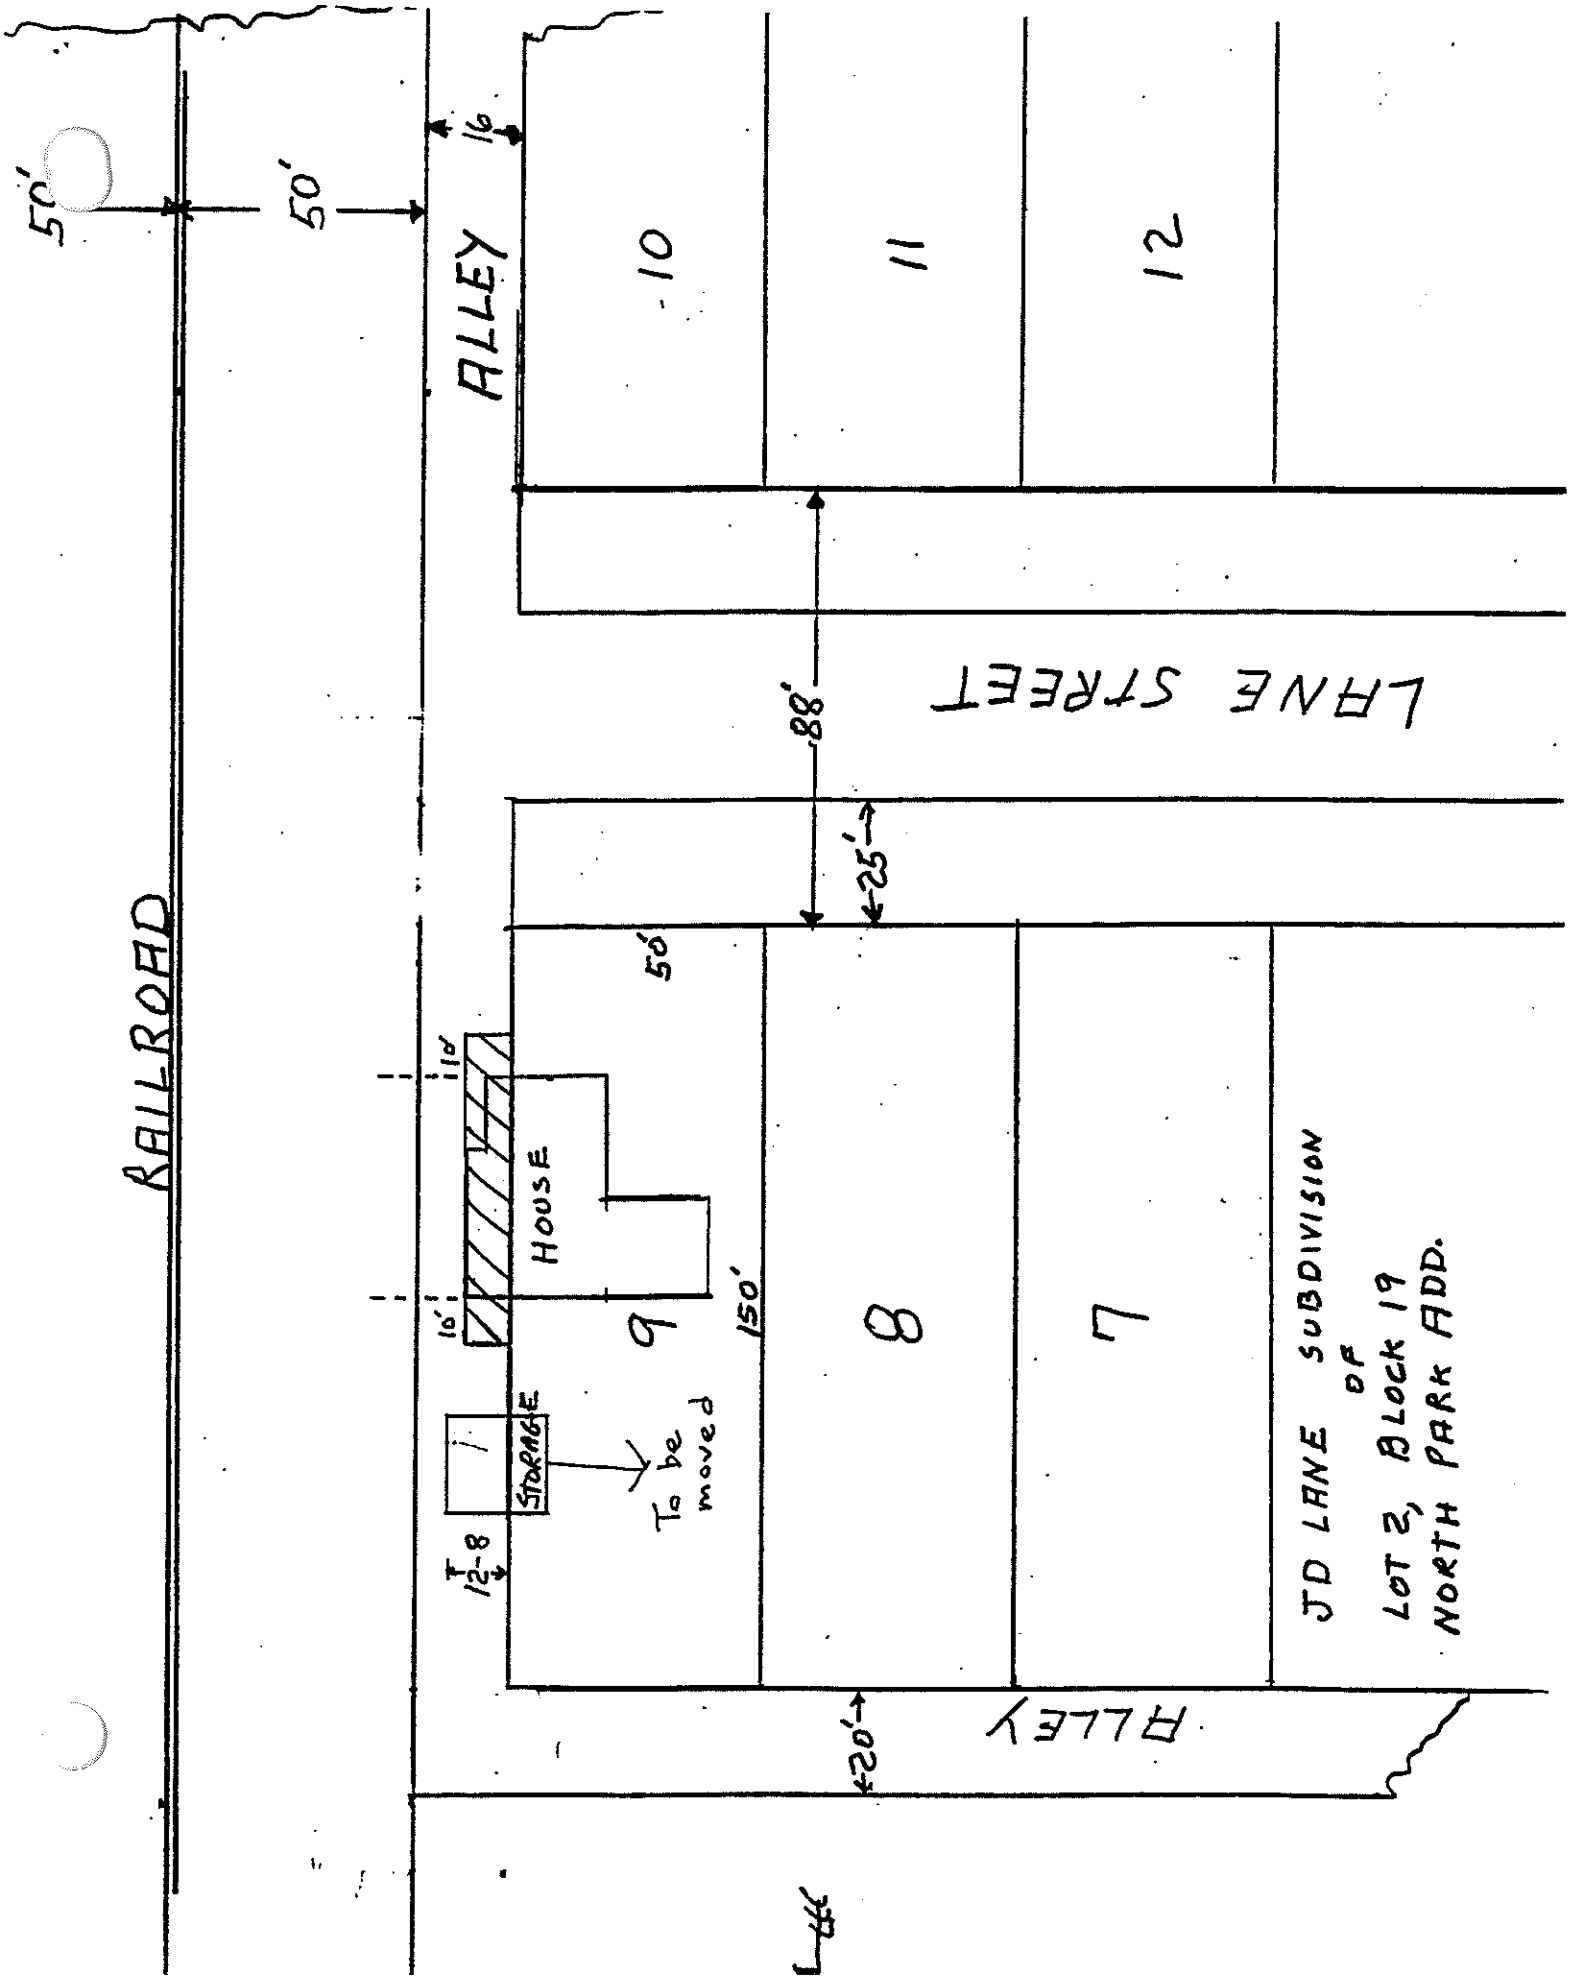 RAILROAD
50'
50'
16
ALLEY
10
11
12
88'
25'
LANE STREET
50'
10'
10'
HOUSE
9
150'
STORAGE
To be
moved
12-8
8
7
20'
ALLEY
JD LANE SUBDIVISION
OF
LOT 2, BLOCK 19
NORTH PARK ADD.